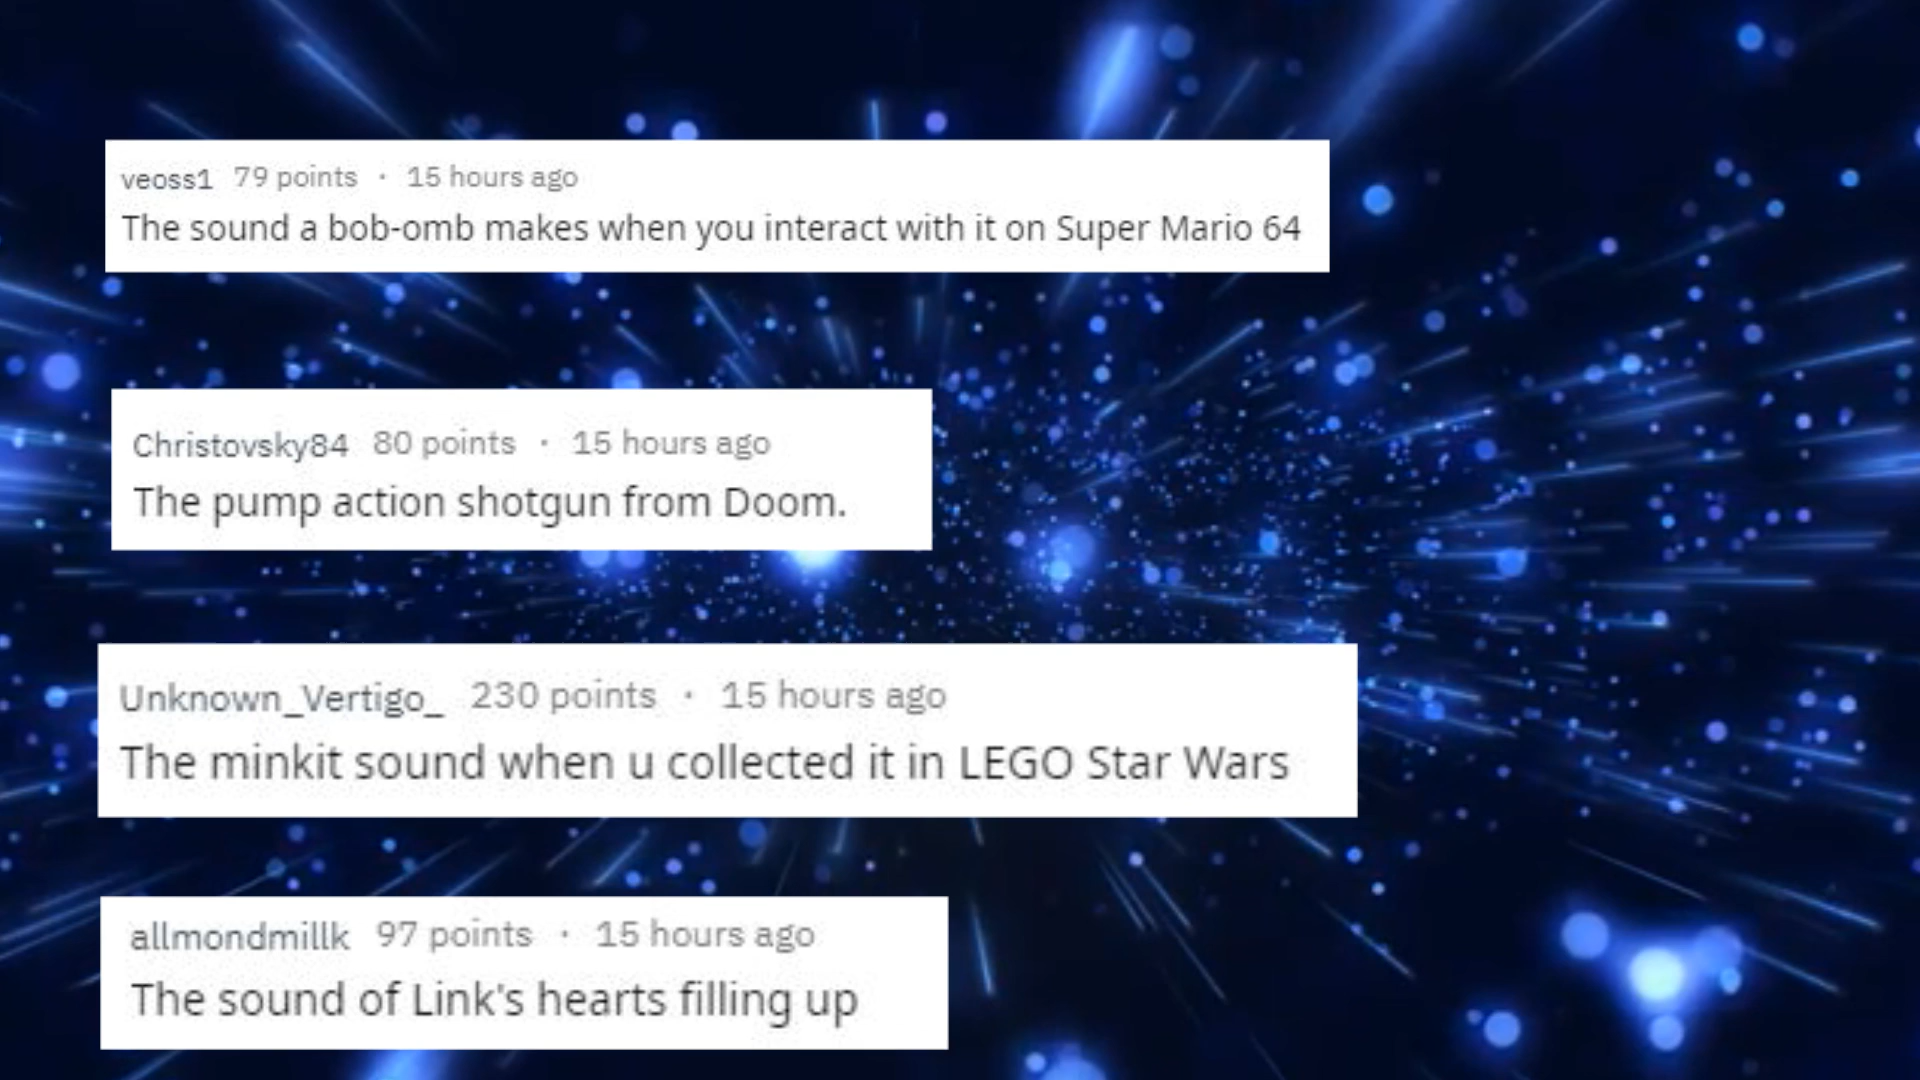 veoss1 79 points · 15 hours ago
The sound a bob-omb makes when you interact with it on Super Mario 64
Christovsky84 80 points · 15 hours ago
The pump action shotgun from Doom.
Unknown_Vertigo_ 230 points · 15 hours ago
The minkit sound when u collected it in LEGO Star Wars
allmondmillk 97 points · 15 hours ago
The sound of Link's hearts filling up